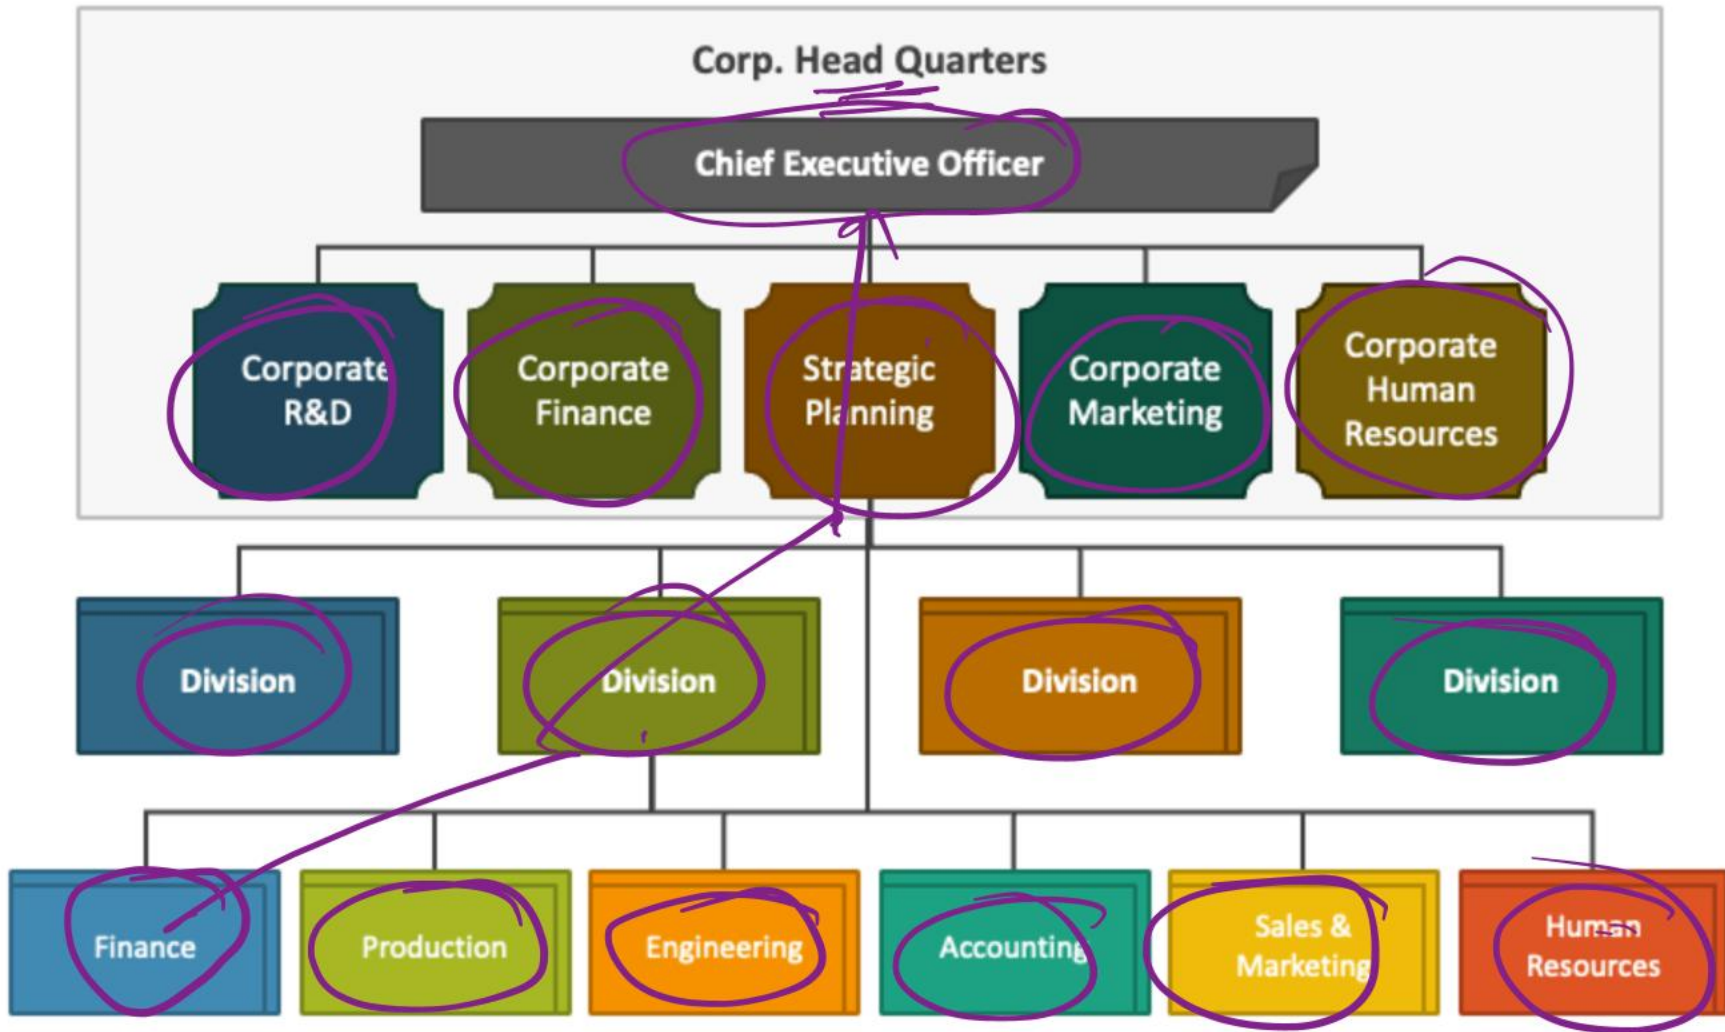 Corp. Head Quarters
Chief Executive Officer
Corporate
R&D
Corporate
Finance
Strategic
Planning
Corporate
Marketing
Corporate
Human
Resources
Division
Division
Division
Division
Finance
Production
Engineering
Accounting
Sales &
Marketing
Human
Resources